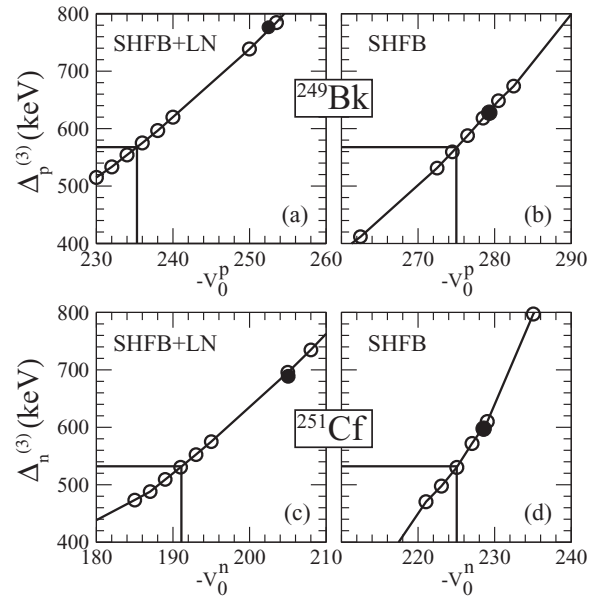 800
700
600
500
400
Δp(3)(keV)
SHFB+LN
(a)
230 240 250 260
-V0p
249Bk
SHFB
(b)
270 280 290
-V0p
800
700
600
500
400
Δn(3)(keV)
SHFB+LN
(c)
180 190 200 210
-V0n
251Cf
SHFB
(d)
220 230 240
-V0n